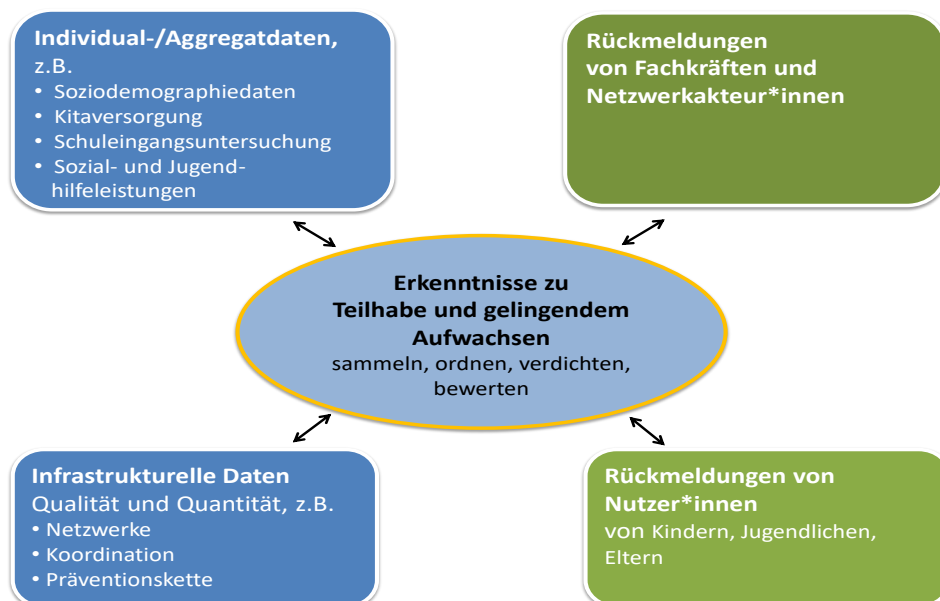 Individual-/Aggregatdaten,
z.B.
• Soziodemographiedaten
• Kitaversorgung
• Schuleingangsuntersuchung
• Sozial- und Jugend-
hilfeleistungen
Rückmeldungen
von Fachkräften und
Netzwerkakteur*innen
Erkenntnisse zu
Teilhabe und gelingendem
Aufwachsen
sammeln, ordnen, verdichten,
bewerten
Infrastrukturelle Daten
Qualität und Quantität, z.B.
• Netzwerke
• Koordination
• Präventionskette
Rückmeldungen von
Nutzer*innen
von Kindern, Jugendlichen,
Eltern